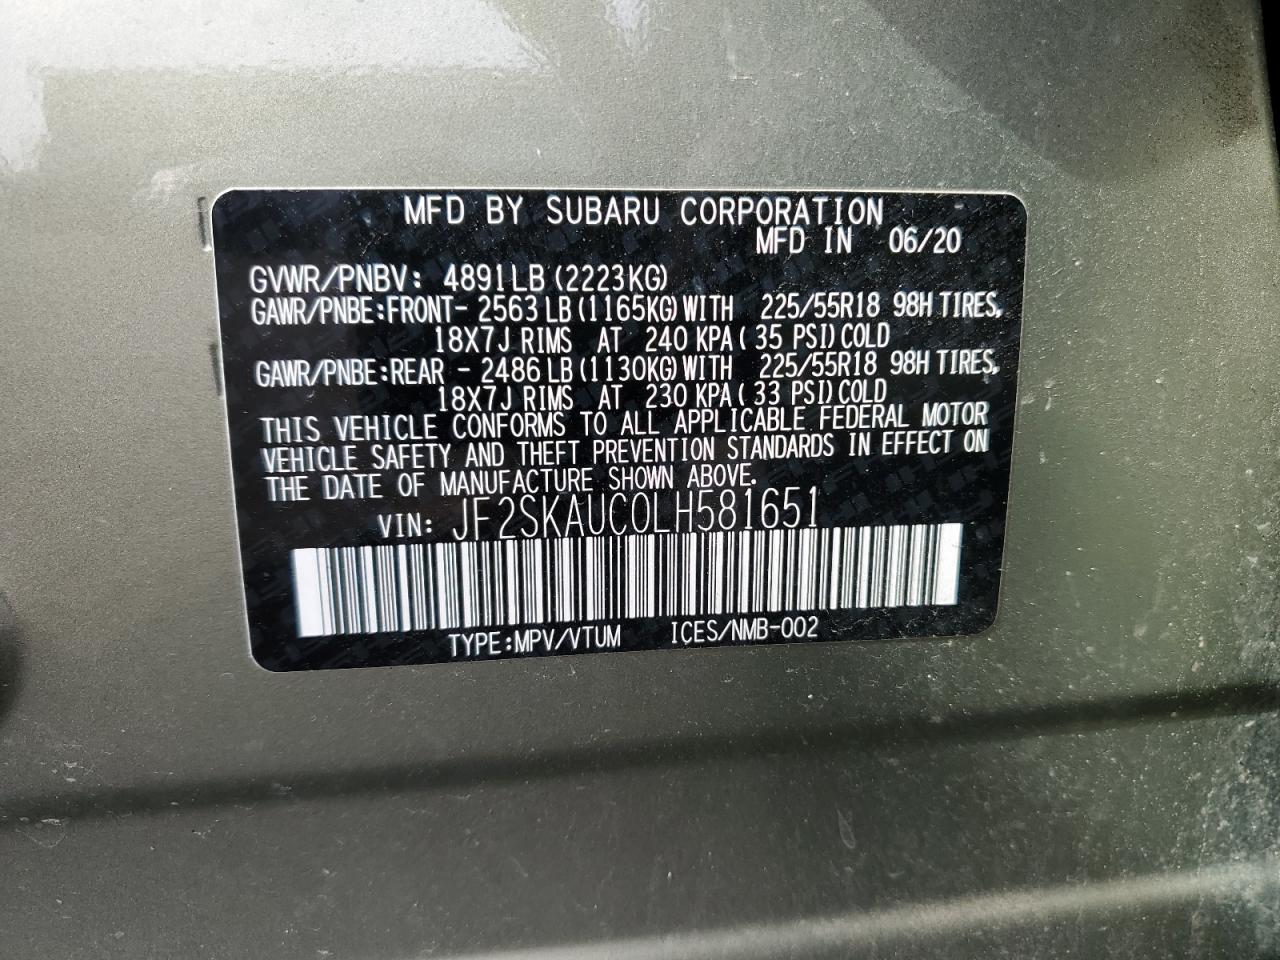 MFD BY SUBARU CORPORATION
MFD IN 06/20
GVWR/PNBV: 4891LB (2223KG)
GAWR/PNBE:FRONT- 2563 LB (1165KG) WITH 225/55R18 98H TIRES,
18X7J RIMS AT 240 KPA( 35 PSI) COLD
GAWR/PNBE:REAR - 2486 LB (1130KG) WITH 225/55R18 98H TIRES,
18X7J RIMS AT 230 KPA( 33 PSI) COLD
THIS VEHICLE CONFORMS TO ALL APPLICABLE FEDERAL MOTOR
VEHICLE SAFETY AND THEFT PREVENTION STANDARDS IN EFFECT ON
THE DATE OF MANUFACTURE SHOWN ABOVE.
VIN: JF2SKAUC0LH581651
TYPE:MPV/VTUM ICES/NMB-002